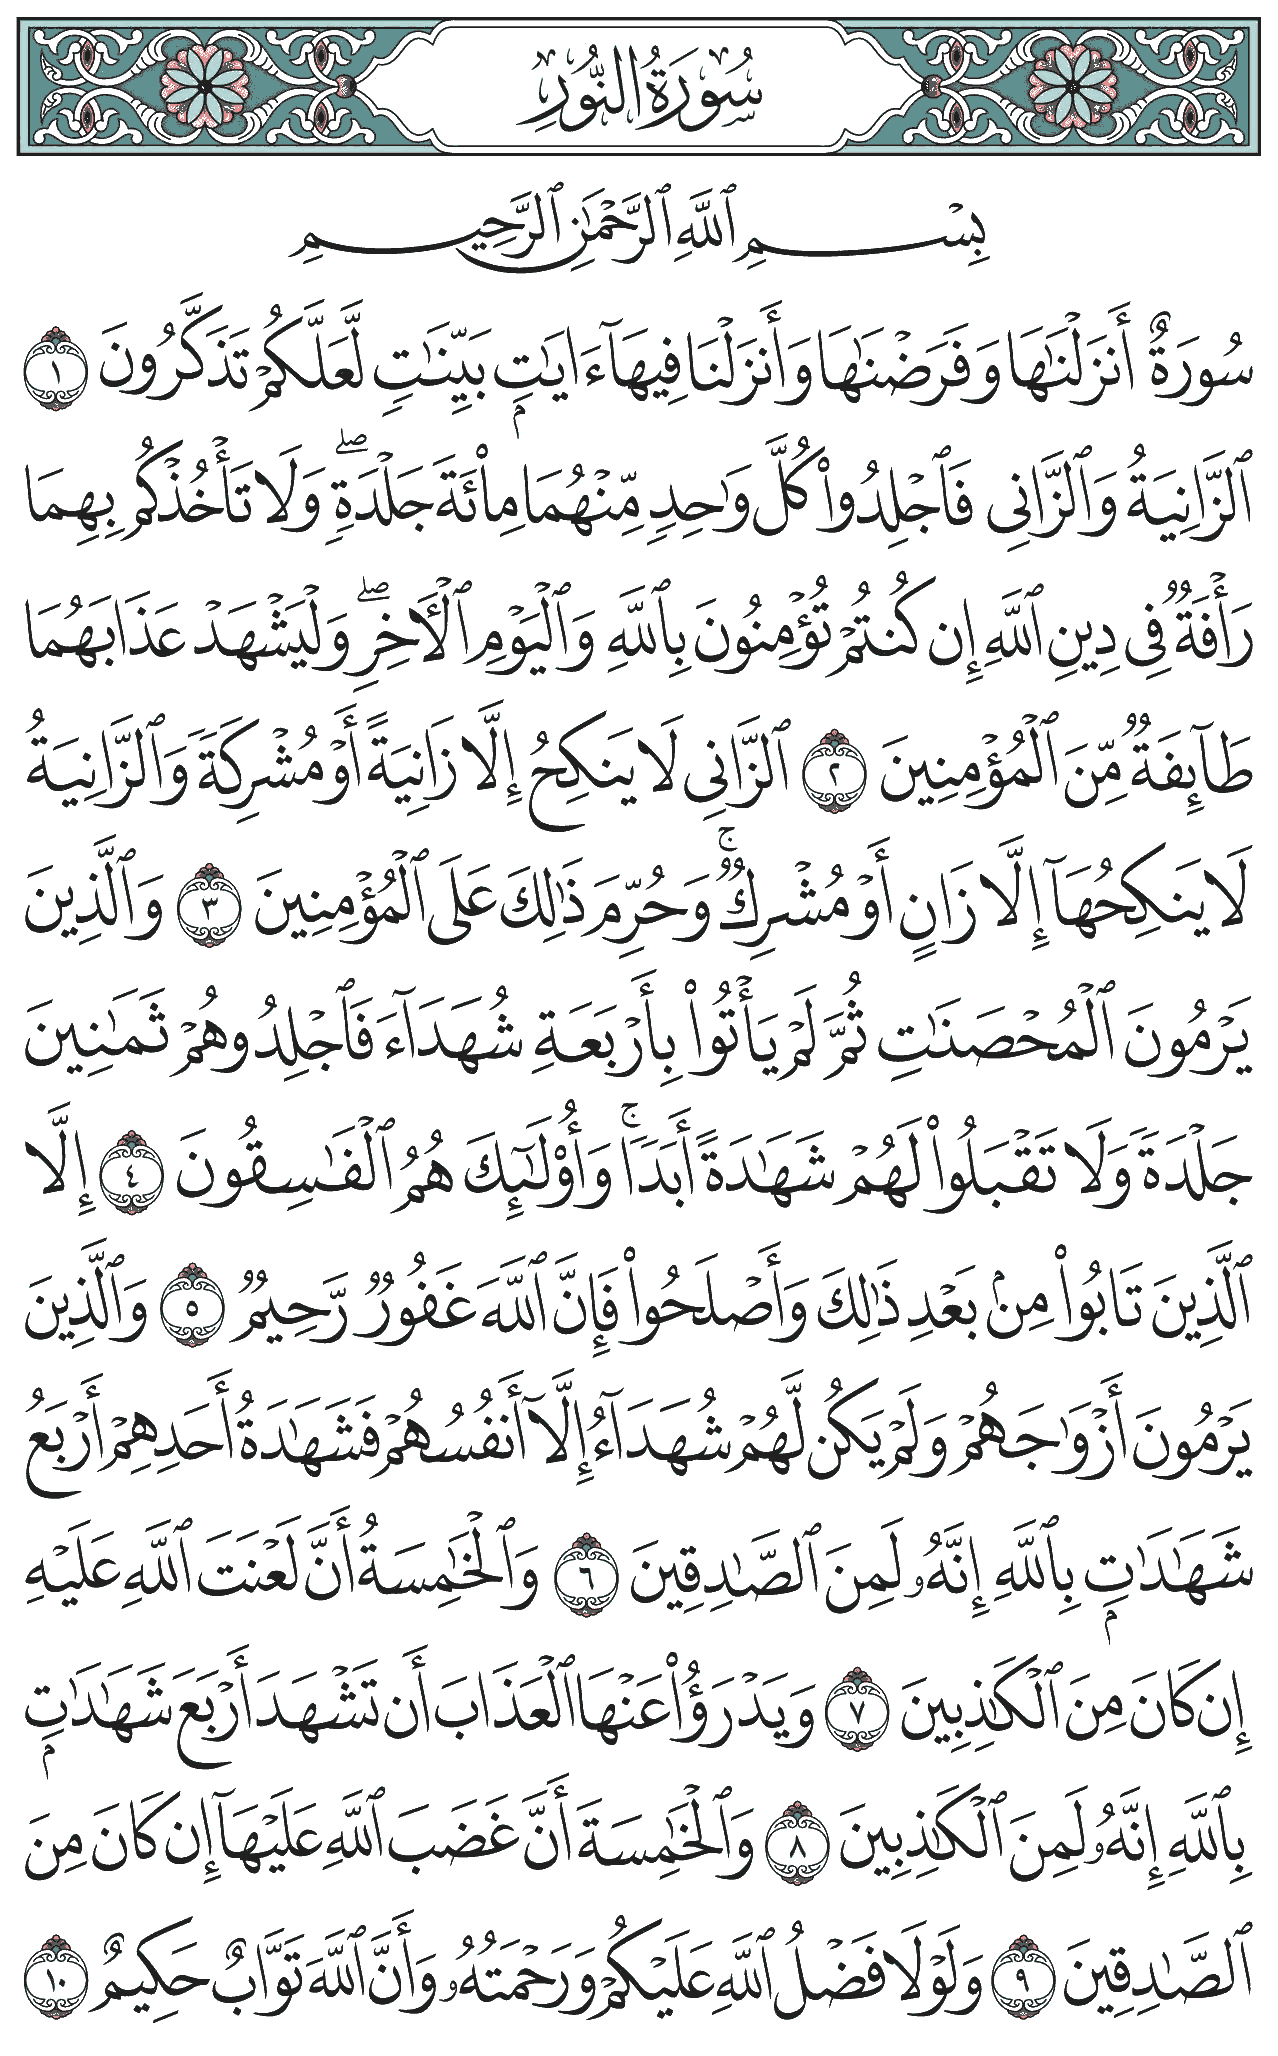 سُورَةُ النُّورِ
بِسْمِ ٱللَّهِ ٱلرَّحْمَٰنِ ٱلرَّحِيمِ
سُورَةٌ أَنزَلْنَٰهَا وَفَرَضْنَٰهَا وَأَنزَلْنَا فِيهَآ ءَايَٰتٍۭ بَيِّنَٰتٍ لَّعَلَّكُمْ تَذَكَّرُونَ ١
ٱلزَّانِيَةُ وَٱلزَّانِى فَٱجْلِدُوا۟ كُلَّ وَٰحِدٍ مِّنْهُمَا مِا۟ئَةَ جَلْدَةٍ ۖ وَلَا تَأْخُذْكُم بِهِمَا
رَأْفَةٌ فِى دِينِ ٱللَّهِ إِن كُنتُمْ تُؤْمِنُونَ بِٱللَّهِ وَٱلْيَوْمِ ٱلْـَٔاخِرِ ۖ وَلْيَشْهَدْ عَذَابَهُمَا
طَآئِفَةٌ مِّنَ ٱلْمُؤْمِنِينَ ٢ ٱلزَّانِى لَا يَنكِحُ إِلَّا زَانِيَةً أَوْ مُشْرِكَةً وَٱلزَّانِيَةُ
لَا يَنكِحُهَآ إِلَّا زَانٍ أَوْ مُشْرِكٌ ۚ وَحُرِّمَ ذَٰلِكَ عَلَى ٱلْمُؤْمِنِينَ ٣ وَٱلَّذِينَ
يَرْمُونَ ٱلْمُحْصَنَٰتِ ثُمَّ لَمْ يَأْتُوا۟ بِأَرْبَعَةِ شُهَدَآءَ فَٱجْلِدُوهُمْ ثَمَٰنِينَ
جَلْدَةً وَلَا تَقْبَلُوا۟ لَهُمْ شَهَٰدَةً أَبَدًا ۚ وَأُو۟لَٰٓئِكَ هُمُ ٱلْفَٰسِقُونَ ٤ إِلَّا
ٱلَّذِينَ تَابُوا۟ مِنۢ بَعْدِ ذَٰلِكَ وَأَصْلَحُوا۟ فَإِنَّ ٱللَّهَ غَفُورٌ رَّحِيمٌ ٥ وَٱلَّذِينَ
يَرْمُونَ أَزْوَٰجَهُمْ وَلَمْ يَكُن لَّهُمْ شُهَدَآءُ إِلَّآ أَنفُسُهُمْ فَشَهَٰدَةُ أَحَدِهِمْ أَرْبَعُ
شَهَٰدَٰتٍۭ بِٱللَّهِ إِنَّهُۥ لَمِنَ ٱلصَّٰدِقِينَ ٦ وَٱلْخَٰمِسَةُ أَنَّ لَعْنَتَ ٱللَّهِ عَلَيْهِ
إِن كَانَ مِنَ ٱلْكَٰذِبِينَ ٧ وَيَدْرَؤُا۟ عَنْهَا ٱلْعَذَابَ أَن تَشْهَدَ أَرْبَعَ شَهَٰدَٰتٍۭ
بِٱللَّهِ إِنَّهُۥ لَمِنَ ٱلْكَٰذِبِينَ ٨ وَٱلْخَٰمِسَةَ أَنَّ غَضَبَ ٱللَّهِ عَلَيْهَآ إِن كَانَ مِنَ
ٱلصَّٰدِقِينَ ٩ وَلَوْلَا فَضْلُ ٱللَّهِ عَلَيْكُمْ وَرَحْمَتُهُۥ وَأَنَّ ٱللَّهَ تَوَّابٌ حَكِيمٌ ١٠